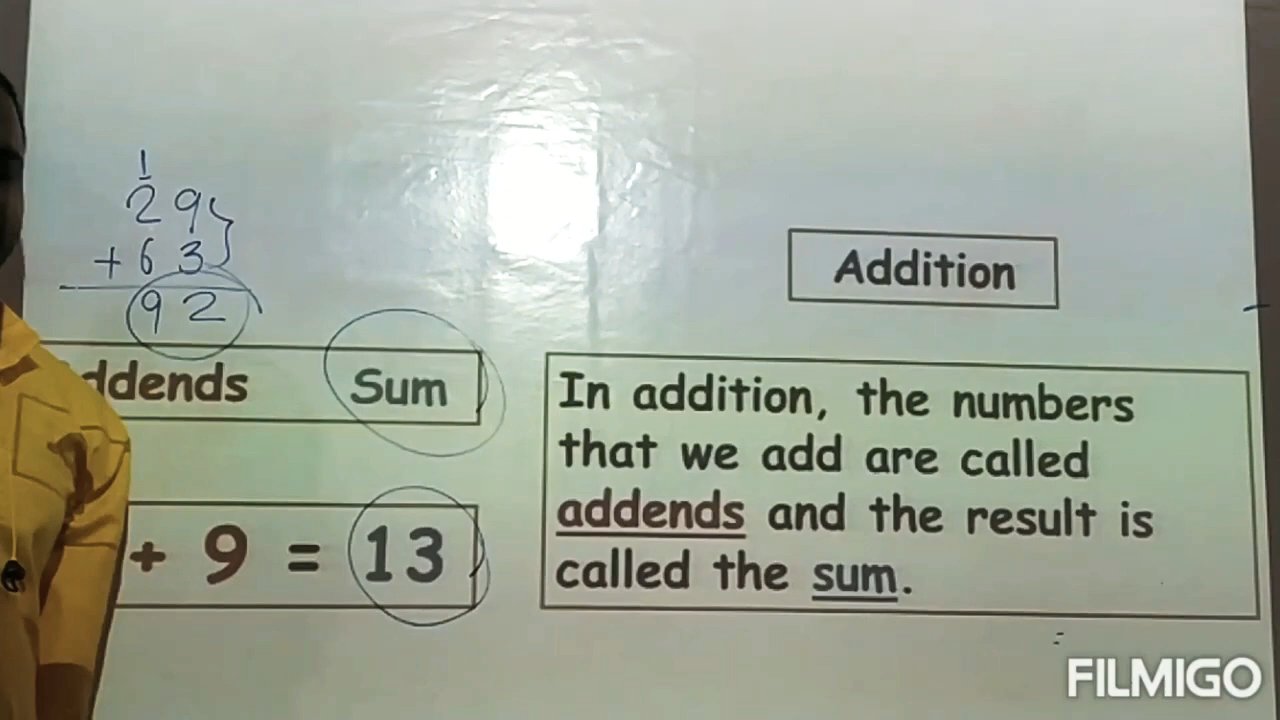 1
29
+63
92
Addition
ddends Sum
In addition, the numbers
that we add are called
addends and the result is
called the sum.
+ 9 = 13
FILMIGO